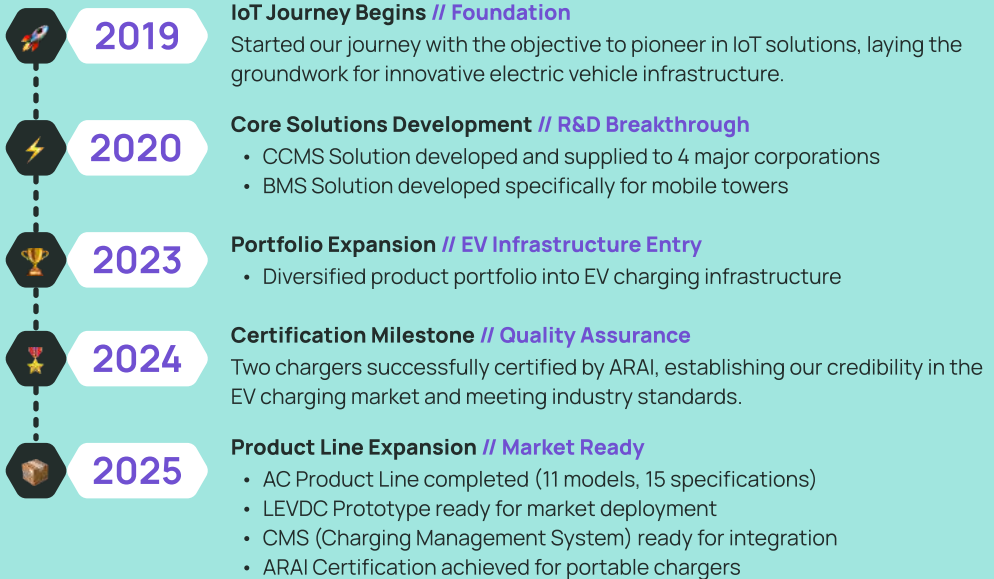 IoT Journey Begins // Foundation
2019
Started our journey with the objective to pioneer in IoT solutions, laying the
groundwork for innovative electric vehicle infrastructure.
Core Solutions Development // R&D Breakthrough
2020
• CCMS Solution developed and supplied to 4 major corporations
• BMS Solution developed specifically for mobile towers
Portfolio Expansion // EV Infrastructure Entry
2023
• Diversified product portfolio into EV charging infrastructure
Certification Milestone // Quality Assurance
2024
Two chargers successfully certified by ARAI, establishing our credibility in the
EV charging market and meeting industry standards.
Product Line Expansion // Market Ready
2025
• AC Product Line completed (11 models, 15 specifications)
• LEVDC Prototype ready for market deployment
• CMS (Charging Management System) ready for integration
• ARAI Certification achieved for portable chargers